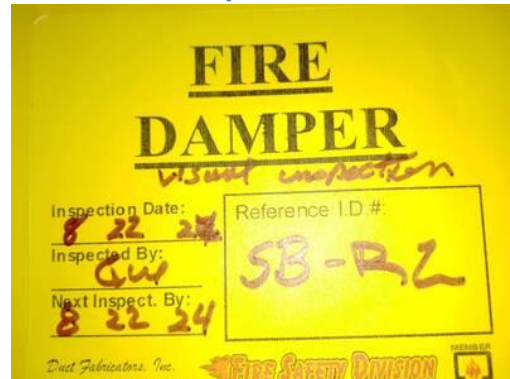 FIRE
DAMPER
visual inspection
Inspection Date:
8 22
Inspected By:
Next Inspect. By:
8 22 24
Reference I.D.#:
SB-R2
Duct Fabricators, Inc.
FIRE SAFETY DIVISION
MEMBER